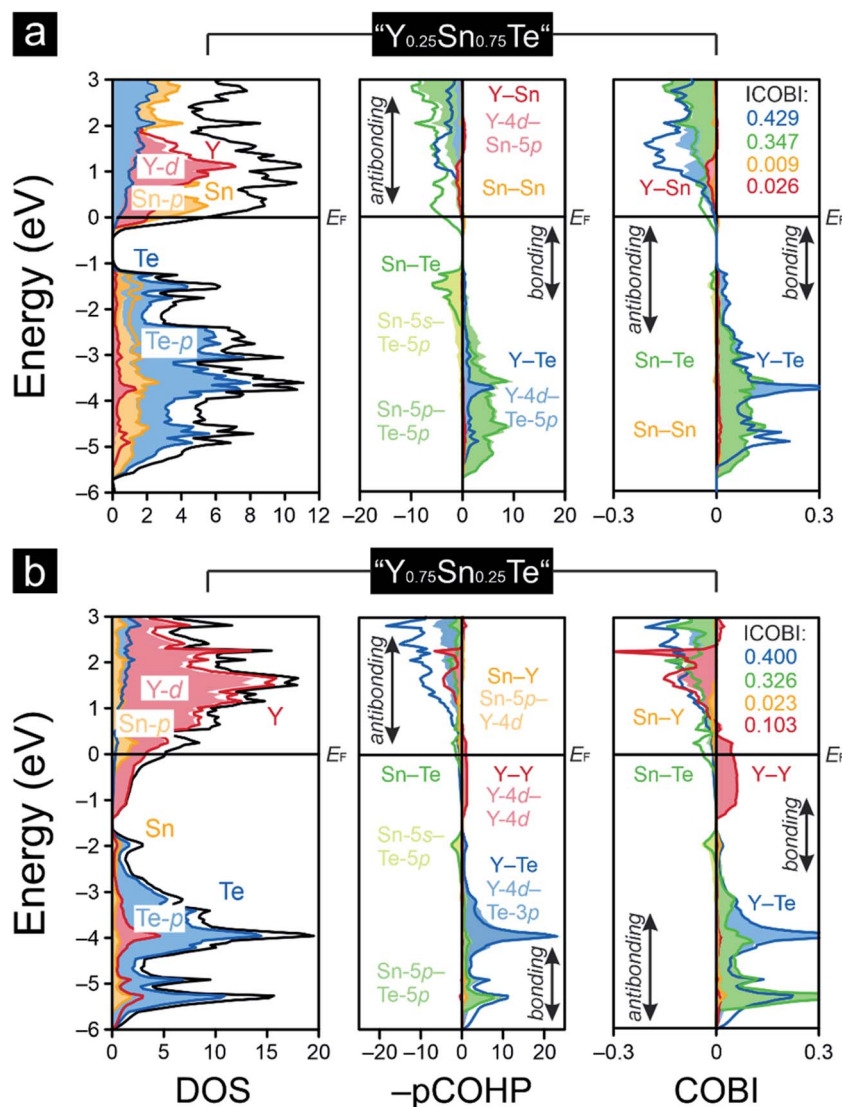 a
"Y0.25Sn0.75Te"
Energy (eV)
3
2
1
0
−1
−2
−3
−4
−5
−6
Y
Y-d
Sn-p
Sn
Te
Te-p
EF
0 2 4 6 8 10 12
antibonding
Y–Sn
Y-4d–
Sn-5p
Sn–Sn
EF
bonding
Sn–Te
Sn-5s–
Te-5p
Y–Te
Y-4d–
Te-5p
Sn-5p–
Te-5p
−20 −10 0 10 20
ICOBI:
0.429
0.347
0.009
0.026
Y–Sn
EF
antibonding
bonding
Sn–Te
Y–Te
Sn–Sn
−0.3 0 0.3
b
"Y0.75Sn0.25Te"
Energy (eV)
3
2
1
0
−1
−2
−3
−4
−5
−6
Y-d
Sn-p
Y
EF
Sn
Te
Te-p
0 5 10 15 20
DOS
antibonding
Sn–Y
Sn-5p–
Y-4d
EF
Sn–Te
Y–Y
Y-4d–
Y-4d
Sn-5s–
Te-5p
Y–Te
Y-4d–
Te-3p
Sn-5p–
Te-5p
bonding
−20 −10 0 10 20
−pCOHP
ICOBI:
0.400
0.326
0.023
0.103
Sn–Y
EF
Sn–Te
Y–Y
bonding
Y–Te
antibonding
−0.3 0 0.3
COBI